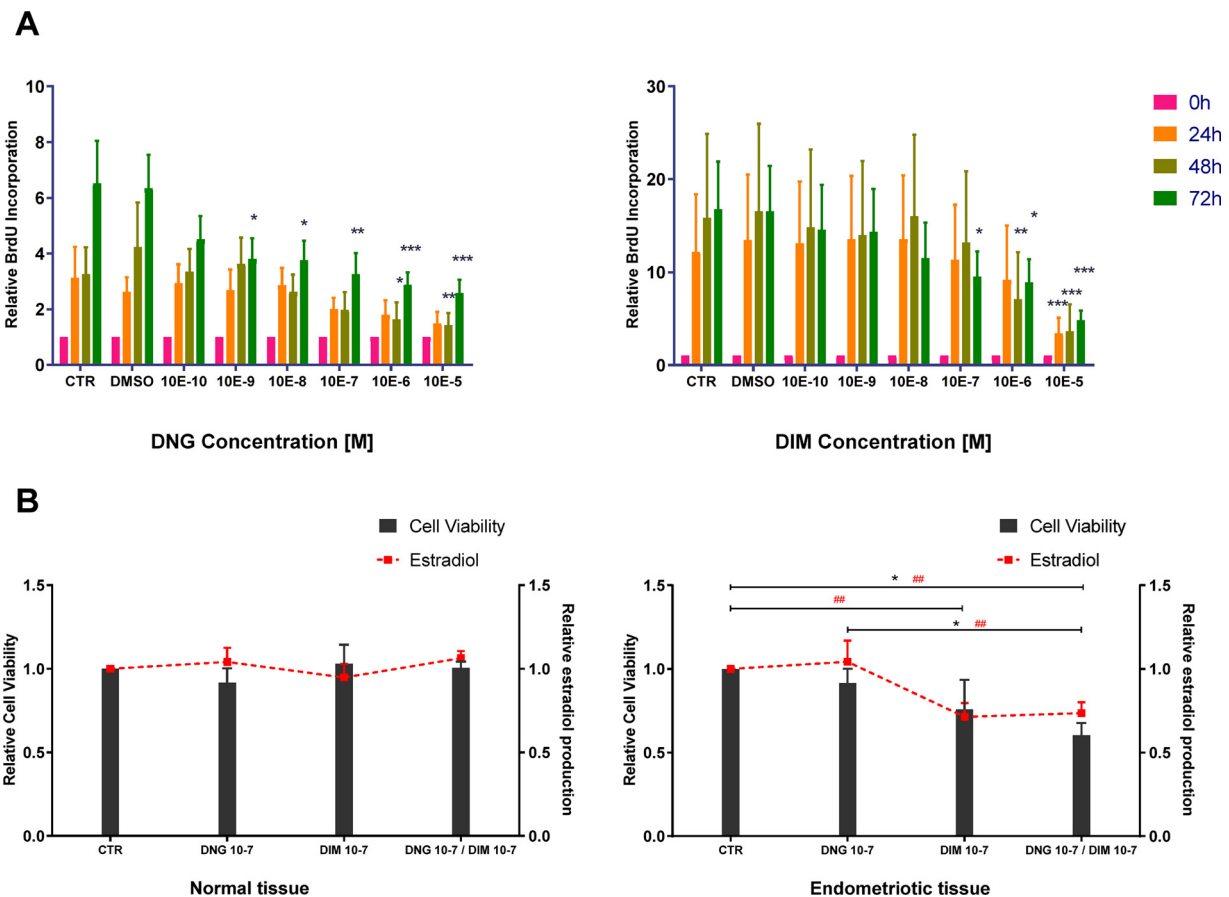 A
Relative BrdU Incorporation
10
8
6
4
2
0
*
*
**
*
***
**
***
CTR DMSO 10E-10 10E-9 10E-8 10E-7 10E-6 10E-5
DNG Concentration [M]
Relative BrdU Incorporation
30
20
10
0
*
**
*
***
***
***
CTR DMSO 10E-10 10E-9 10E-8 10E-7 10E-6 10E-5
DIM Concentration [M]
0h
24h
48h
72h
B
Cell Viability
Estradiol
Relative Cell Viability
1.5
1.0
0.5
0.0
1.5
1.0
0.5
0.0
Relative estradiol production
CTR DNG 10-7 DIM 10-7 DNG 10-7 / DIM 10-7
Normal tissue
Cell Viability
Estradiol
Relative Cell Viability
1.5
1.0
0.5
0.0
* ##
##
* ##
1.5
1.0
0.5
0.0
Relative estradiol production
CTR DNG 10-7 DIM 10-7 DNG 10-7 / DIM 10-7
Endometriotic tissue